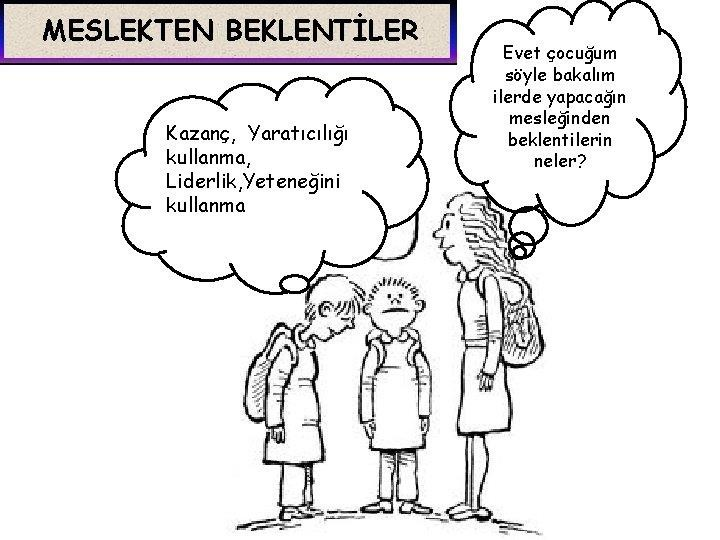 MESLEKTEN BEKLENTİLER
Evet çocuğum
söyle bakalım
ilerde yapacağın
mesleğinden
beklentilerin
neler?
Kazanç, Yaratıcılığı
kullanma,
Liderlik,Yeteneğini
kullanma